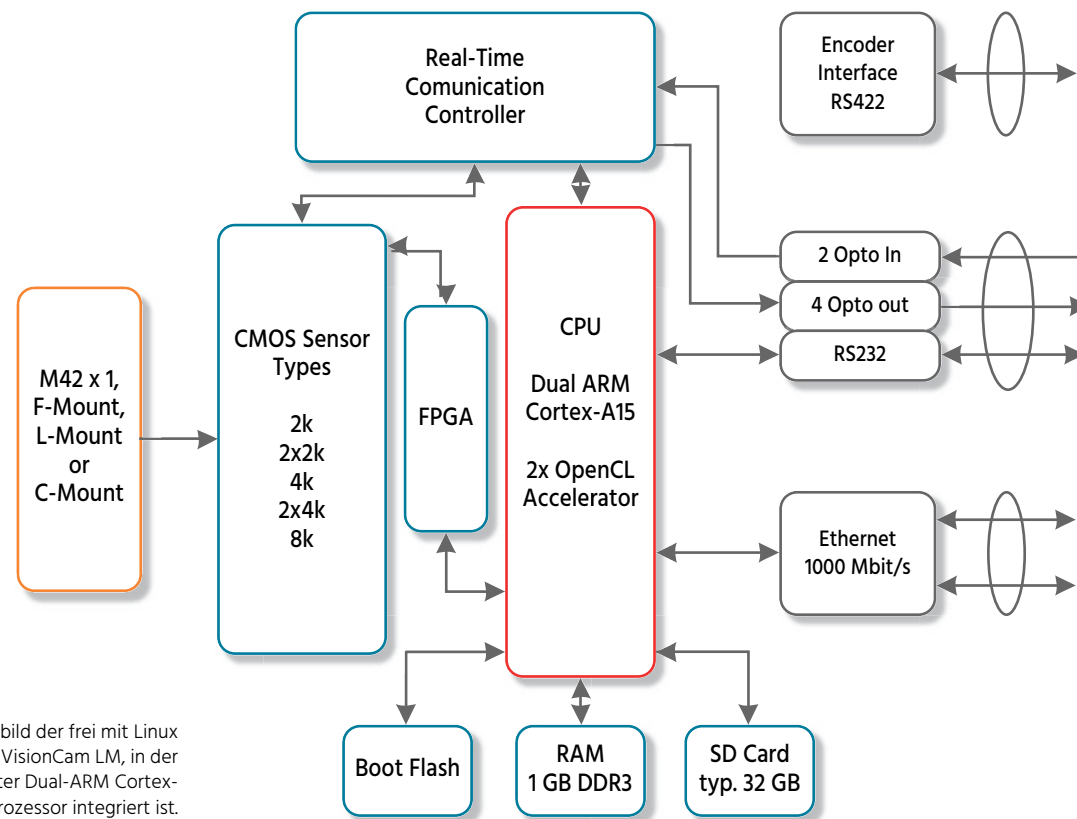 Real-Time
Comunication
Controller
Encoder
Interface
RS422
2 Opto In
4 Opto out
RS232
M42 x 1,
F-Mount,
L-Mount
or
C-Mount
CMOS Sensor
Types
2k
2x2k
4k
2x4k
8k
FPGA
CPU
Dual ARM
Cortex-A15
2x OpenCL
Accelerator
Ethernet
1000 Mbit/s
Boot Flash
RAM
1 GB DDR3
SD Card
typ. 32 GB
bild der frei mit Linux
VisionCam LM, in der
ter Dual-ARM Cortex-
rozessor integriert ist.